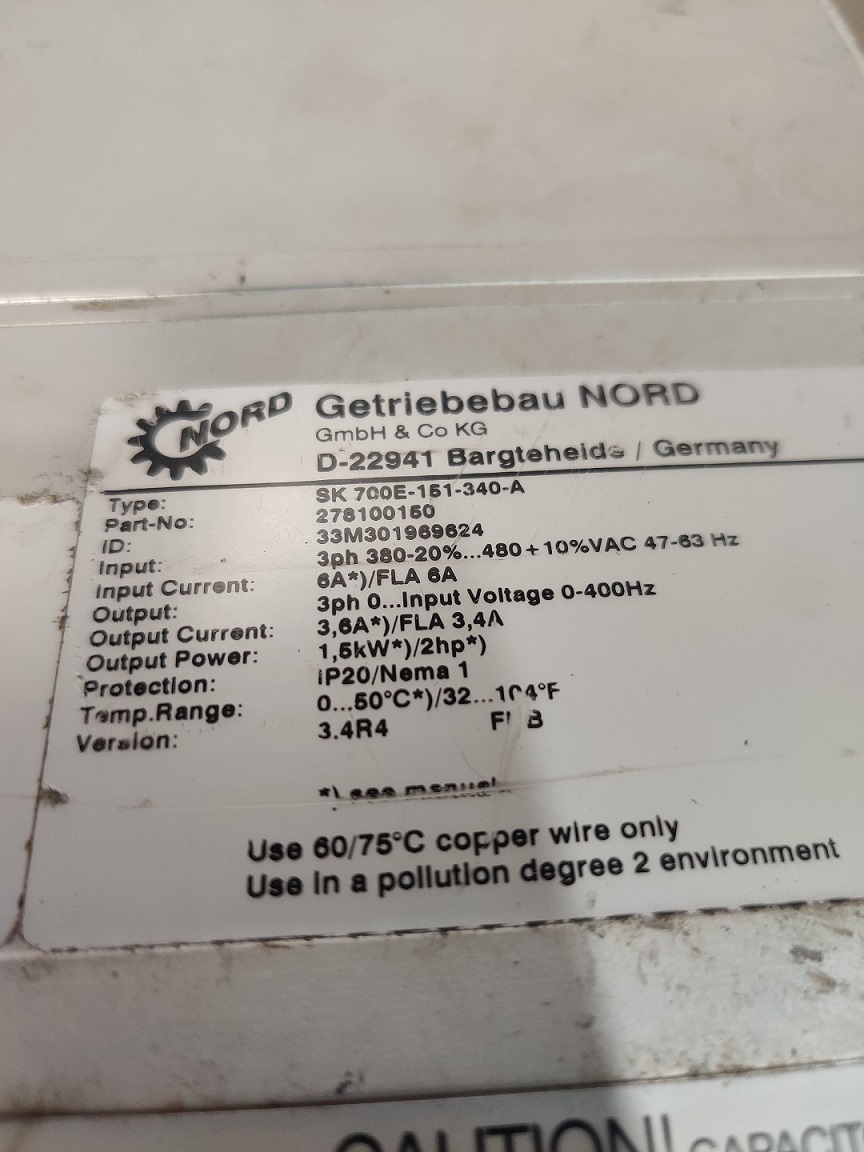 NORD
Getriebebau NORD
GmbH & Co KG
D-22941 Bargteheide / Germany
Type: SK 700E-151-340-A
Part-No: 278100150
ID: 33M301969624
Input: 3ph 380-20%...480+10%VAC 47-63 Hz
Input Current: 6A*)/FLA 6A
Output: 3ph 0...Input Voltage 0-400Hz
Output Current: 3,6A*)/FLA 3,4A
Output Power: 1,5kW*)/2hp*)
Protection: IP20/Nema 1
Temp.Range: 0...50°C*)/32...104°F
Version: 3.4R4
*) see manual
Use 60/75°C copper wire only
Use in a pollution degree 2 environment
CAUTION!